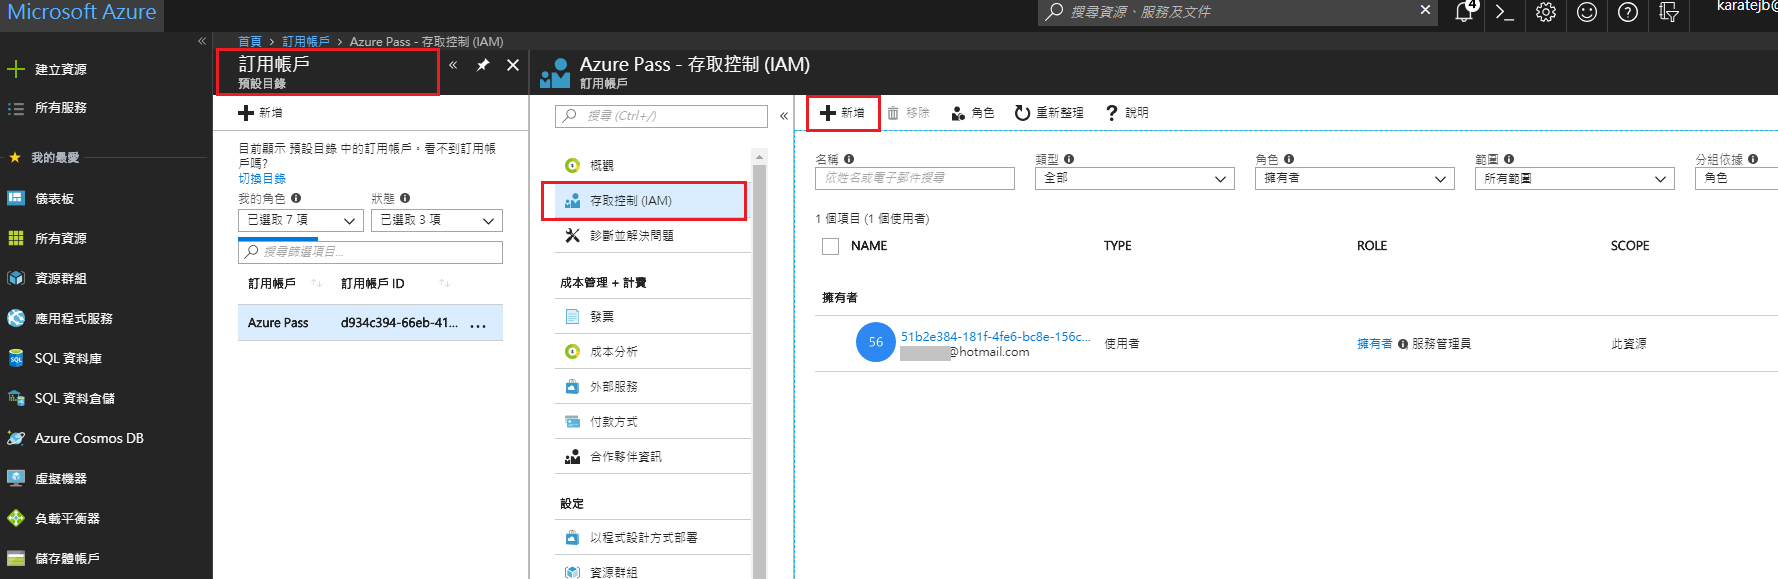 Microsoft Azure
搜尋資源、服務及文件
4
karatejb@
首頁 > 訂用帳戶 > Azure Pass - 存取控制 (IAM)
建立資源
所有服務
我的最愛
儀表板
所有資源
資源群組
應用程式服務
SQL 資料庫
SQL 資料倉儲
Azure Cosmos DB
虛擬機器
負載平衡器
儲存體帳戶
訂用帳戶
預設目錄
新增
目前顯示 預設目錄 中的訂用帳戶。看不到訂用帳
戶嗎?
切換目錄
我的角色 狀態
已選取 7 項 已選取 3 項
搜尋篩選項目...
訂用帳戶 訂用帳戶 ID
Azure Pass d934c394-66eb-41... ...
Azure Pass - 存取控制 (IAM)
訂用帳戶
搜尋 (Ctrl+/)
概觀
存取控制 (IAM)
診斷並解決問題
成本管理 + 計費
發票
成本分析
外部服務
付款方式
合作夥伴資訊
設定
以程式設計方式部署
資源群組
新增 移除 角色 重新整理 說明
名稱 類型 角色 範圍 分組依據
依姓名或電子郵件搜尋 全部 擁有者 所有範圍 角色
1 個項目 (1 個使用者)
NAME TYPE ROLE SCOPE
擁有者
56 51b2e384-181f-4fe6-bc8e-156c...
@hotmail.com
使用者 擁有者 服務管理員 此資源